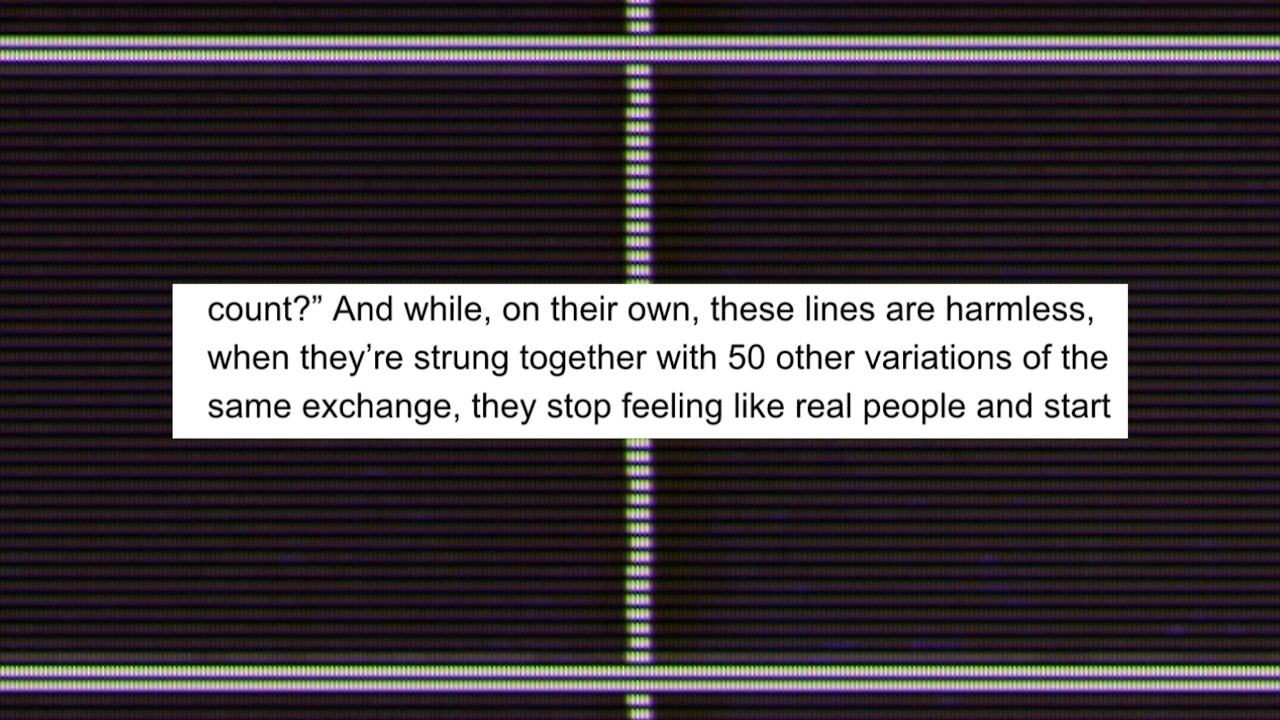 count?” And while, on their own, these lines are harmless,
when they’re strung together with 50 other variations of the
same exchange, they stop feeling like real people and start